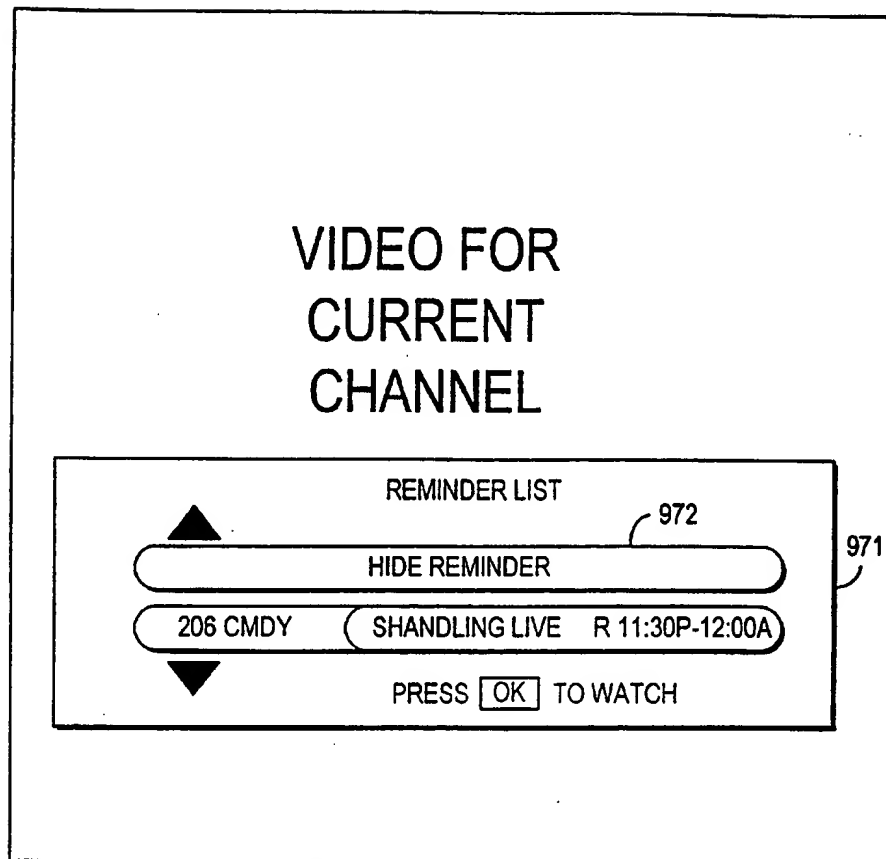 VIDEO FOR
CURRENT
CHANNEL
REMINDER LIST
972
971
HIDE REMINDER
206 CMDY SHANDLING LIVE R 11:30P-12:00A
PRESS OK TO WATCH